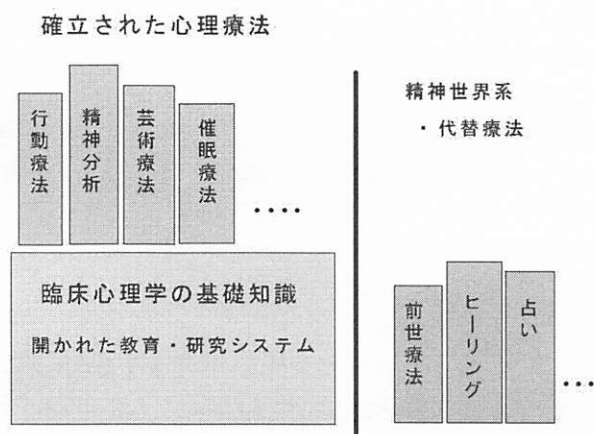 確立された心理療法
行動療法
精神分析
芸術療法
催眠療法
....
臨床心理学の基礎知識
開かれた教育・研究システム
精神世界系
・代替療法
前世療法
ヒーリング
占い
...